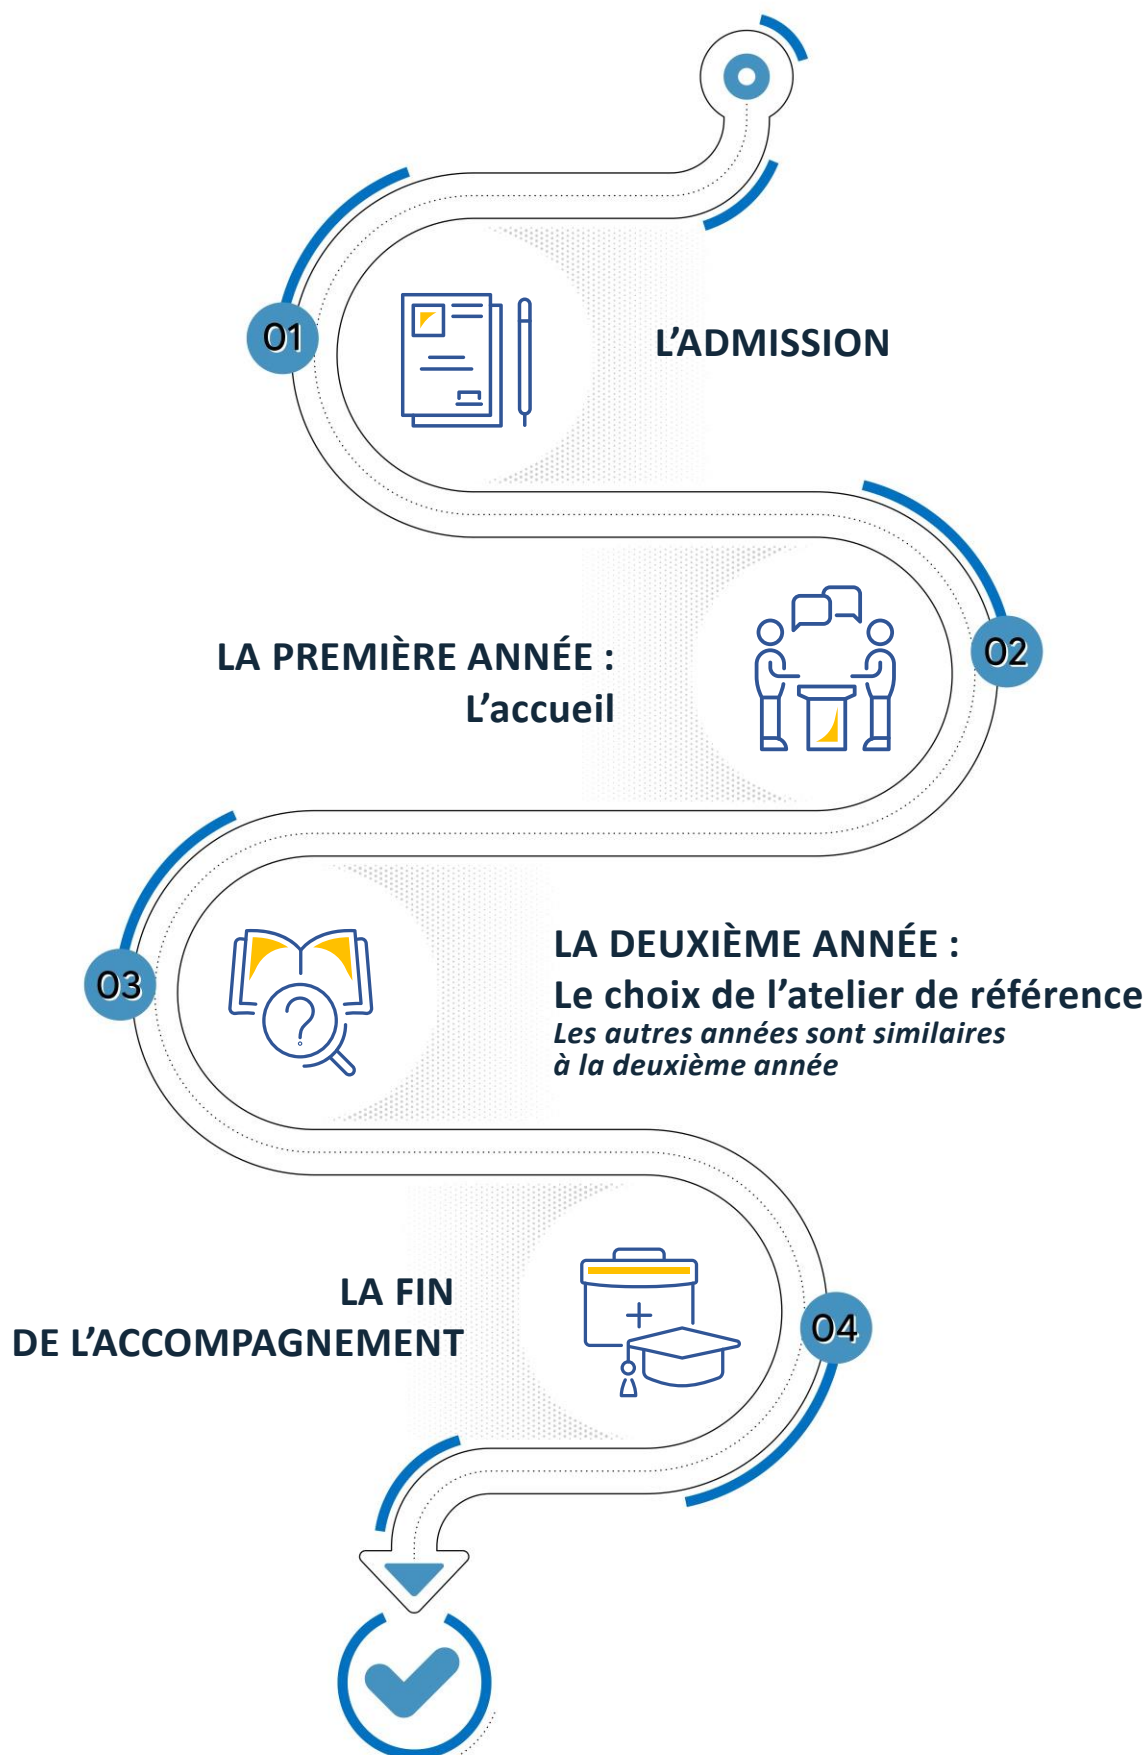 01
L’ADMISSION
02
LA PREMIÈRE ANNÉE :
L’accueil
03
LA DEUXIÈME ANNÉE :
Le choix de l’atelier de référence
Les autres années sont similaires
à la deuxième année
?
04
LA FIN
DE L’ACCOMPAGNEMENT